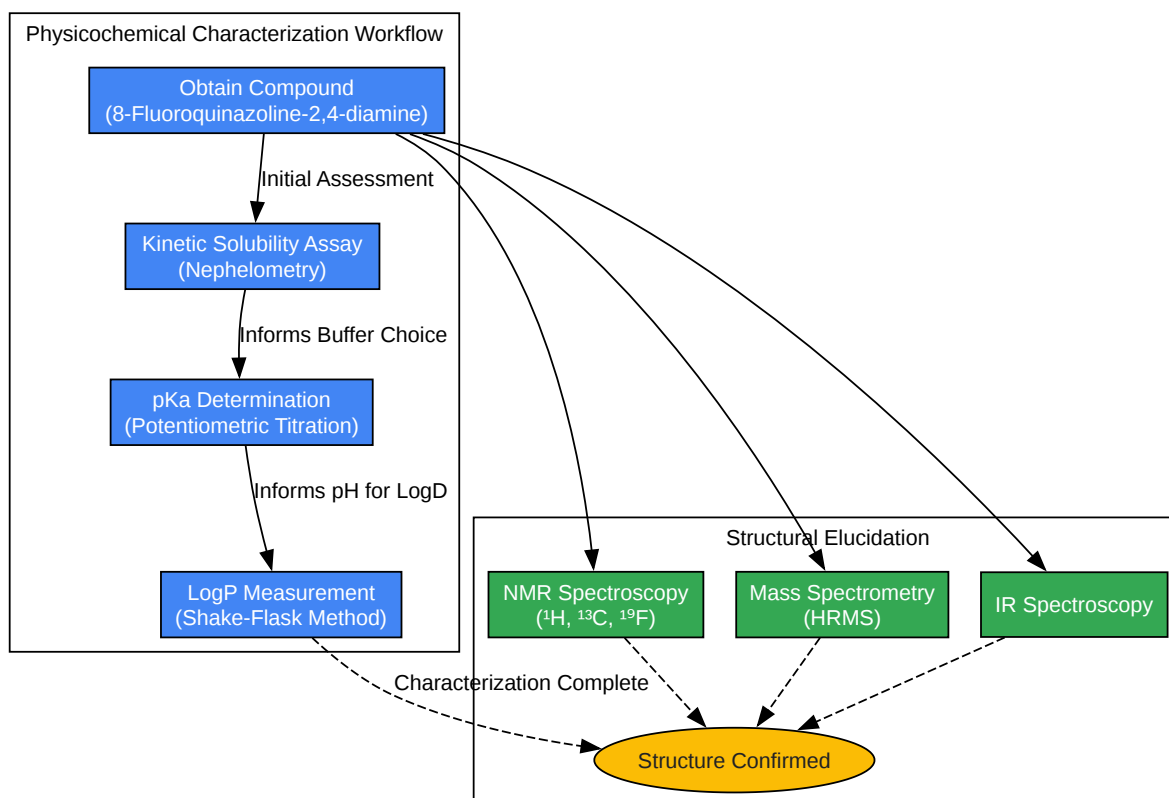 Physicochemical Characterization Workflow
Obtain Compound
(8-Fluoroquinazoline-2,4-diamine)
Initial Assessment
Kinetic Solubility Assay
(Nephelometry)
Informs Buffer Choice
pKa Determination
(Potentiometric Titration)
Informs pH for LogD
LogP Measurement
(Shake-Flask Method)
Structural Elucidation
NMR Spectroscopy
(¹H, ¹³C, ¹⁹F)
Mass Spectrometry
(HRMS)
IR Spectroscopy
Characterization Complete
Structure Confirmed